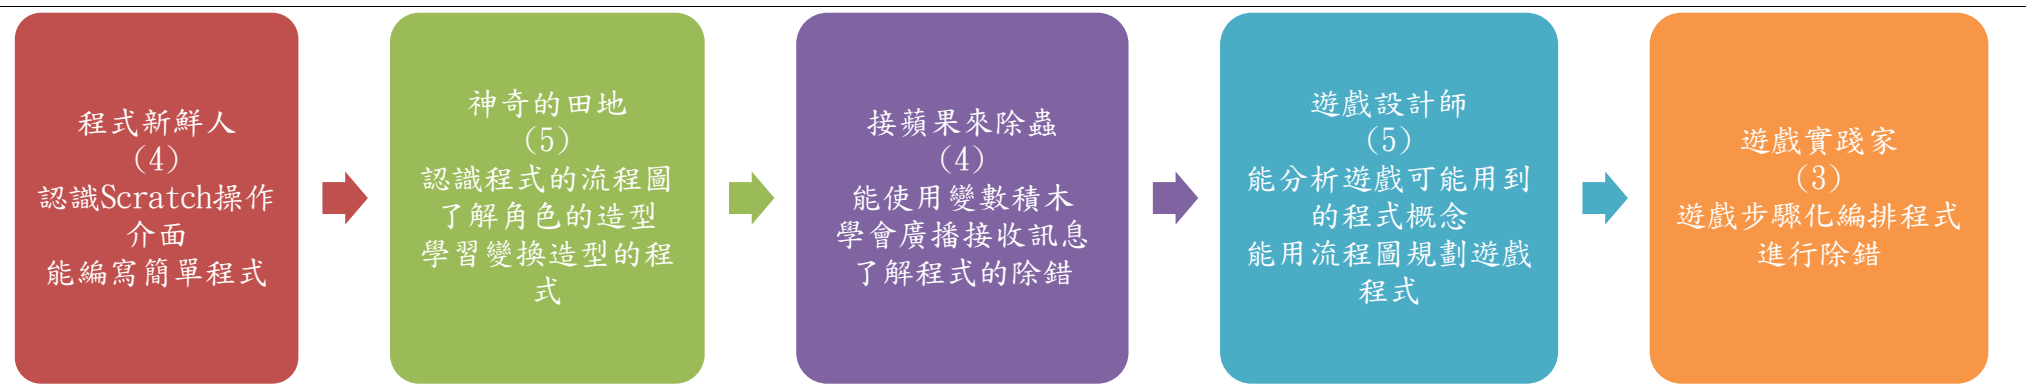 程式新鮮人
(4)
認識Scratch操作
介面
能編寫簡單程式
神奇的田地
(5)
認識程式的流程圖
了解角色的造型
學習變換造型的程
式
接蘋果來除蟲
(4)
能使用變數積木
學會廣播接收訊息
了解程式的除錯
遊戲設計師
(5)
能分析遊戲可能用到
的程式概念
能用流程圖規劃遊戲
程式
遊戲實踐家
(3)
遊戲步驟化編排程式
進行除錯